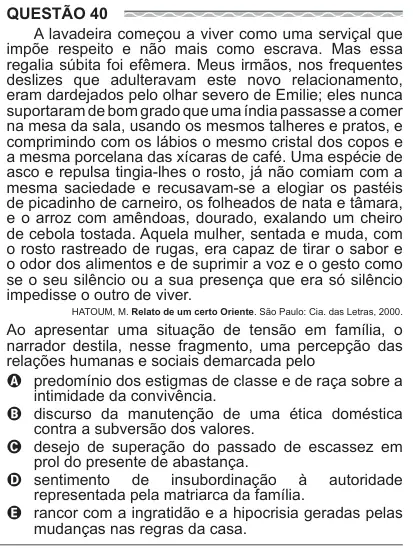 QUESTÃO 40
A lavadeira começou a viver como uma serviçal que
impõe respeito e não mais como escrava. Mas essa
regalia súbita foi efêmera. Meus irmãos, nos frequentes
deslizes que adulteravam este novo relacionamento,
eram dardejados pelo olhar severo de Emilie; eles nunca
suportaram de bom grado que uma índia passasse a comer
na mesa da sala, usando os mesmos talheres e pratos, e
comprimindo com os lábios o mesmo cristal dos copos e
a mesma porcelana das xícaras de café. Uma espécie de
asco e repulsa tingia-lhes o rosto, já não comiam com a
mesma saciedade e recusavam-se a elogiar os pastéis
de picadinho de carneiro, os folheados de nata e tâmara,
e o arroz com amêndoas, dourado, exalando um cheiro
de cebola tostada. Aquela mulher, sentada e muda, com
o rosto rastreado de rugas, era capaz de tirar o sabor e
o odor dos alimentos e de suprimir a voz e o gesto como
se o seu silêncio ou a sua presença que era só silêncio
impedisse o outro de viver.
HATOUM, M. Relato de um certo Oriente. São Paulo: Cia. das Letras, 2000.
Ao apresentar uma situação de tensão em família, o
narrador destila, nesse fragmento, uma percepção das
relações humanas e sociais demarcada pelo
A predomínio dos estigmas de classe e de raça sobre a
intimidade da convivência.
B discurso da manutenção de uma ética doméstica
contra a subversão dos valores.
C desejo de superação do passado de escassez em
prol do presente de abastança.
D sentimento de insubordinação à autoridade
representada pela matriarca da família.
E rancor com a ingratidão e a hipocrisia geradas pelas
mudanças nas regras da casa.